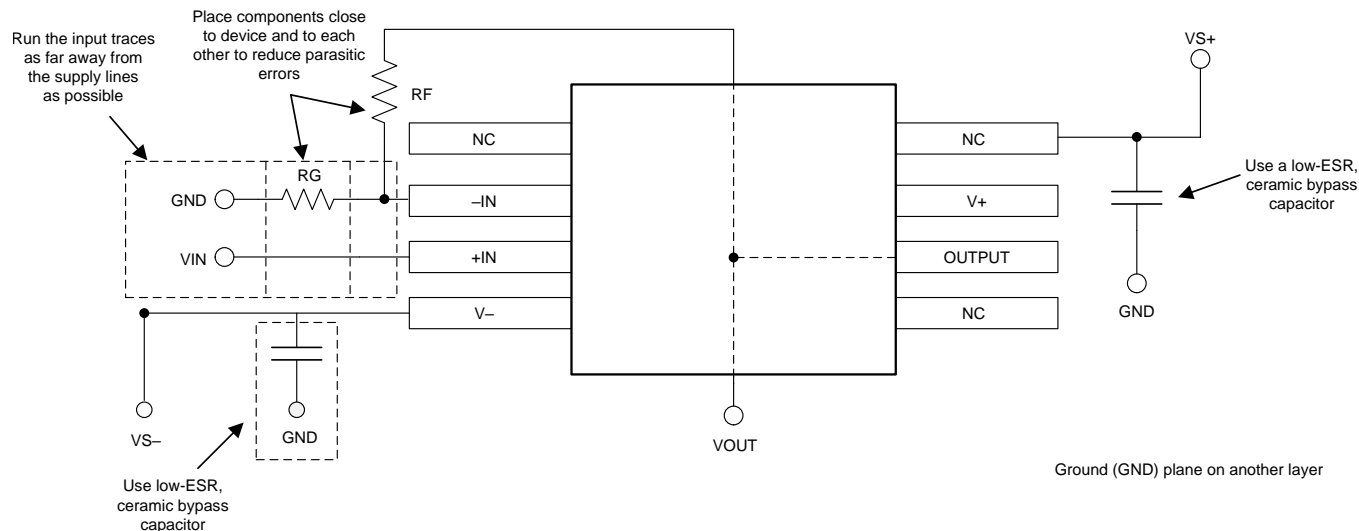 Place components close
to device and to each
other to reduce parasitic
errors
Run the input traces
as far away from
the supply lines
as possible
VS+
RF
NC
NC
Use a low-ESR,
ceramic bypass
capacitor
RG
GND
–IN
V+
VIN
+IN
OUTPUT
V–
NC
GND
VS–
GND
VOUT
Ground (GND) plane on another layer
Use low-ESR,
ceramic bypass
capacitor